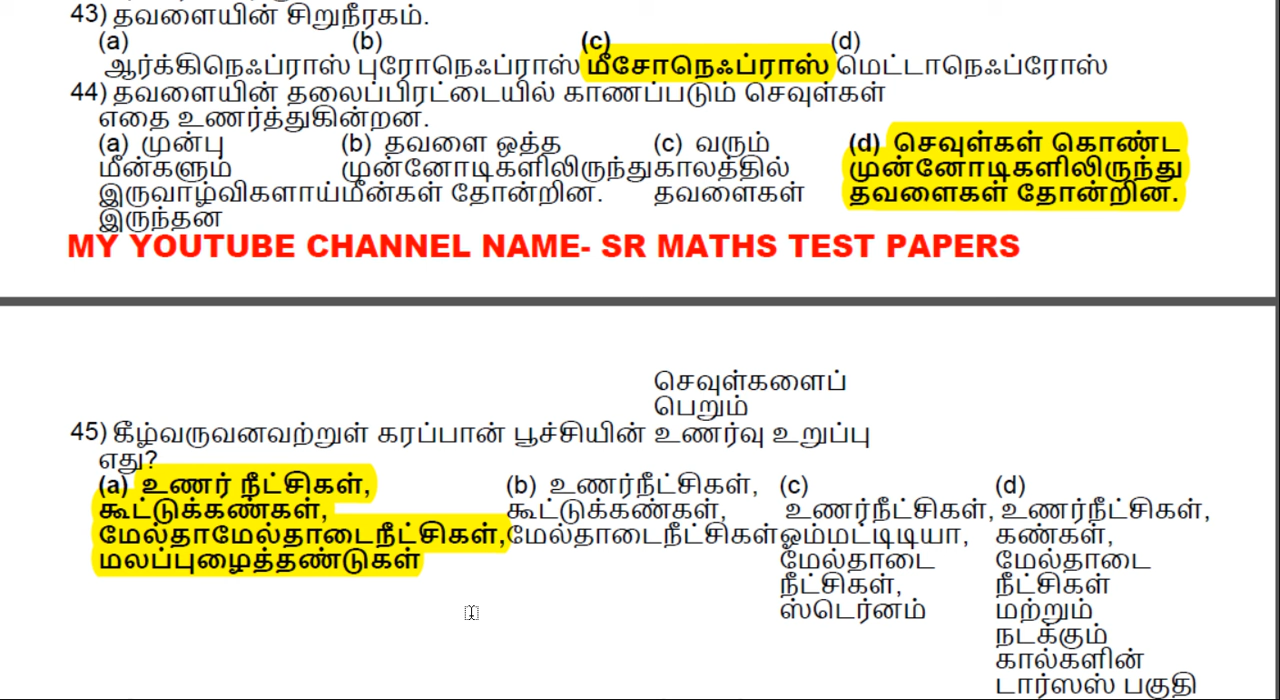 43) தவளையின் சிறுநீரகம்.
(a) (b) (c) (d)
ஆர்க்கிநெஃப்ராஸ் புரோநெஃப்ராஸ் மீசோநெஃப்ராஸ் மெட்டாநெஃப்ரோஸ்
44) தவளையின் தலைப்பிரட்டையில் காணப்படும் செவுள்கள்
எதை உணர்த்துகின்றன.
(a) முன்பு (b) தவளை ஒத்த (c) வரும் (d) செவுள்கள் கொண்ட
மீன்களும் முன்னோடிகளிலிருந்து காலத்தில் முன்னோடிகளிலிருந்து
இருவாழ்விகளாய் மீன்கள் தோன்றின. தவளைகள் தவளைகள் தோன்றின.
இருந்தன
MY YOUTUBE CHANNEL NAME- SR MATHS TEST PAPERS
செவுள்களைப்
பெறும்
45) கீழ்வருவனவற்றுள் கரப்பான் பூச்சியின் உணர்வு உறுப்பு
எது?
(a) உணர் நீட்சிகள், (b) உணர்நீட்சிகள், (c) (d)
கூட்டுக்கண்கள், கூட்டுக்கண்கள், உணர்நீட்சிகள், உணர்நீட்சிகள்,
மேல்தாமேல்தாடைநீட்சிகள், மேல்தாடைநீட்சிகள் ஓம்மட்டிடியா, கண்கள்,
மலப்புழைத்தண்டுகள் மேல்தாடை மேல்தாடை
நீட்சிகள், நீட்சிகள்
ஸ்டெர்னம் மற்றும்
நடக்கும்
கால்களின்
டார்ஸஸ் பகுதி